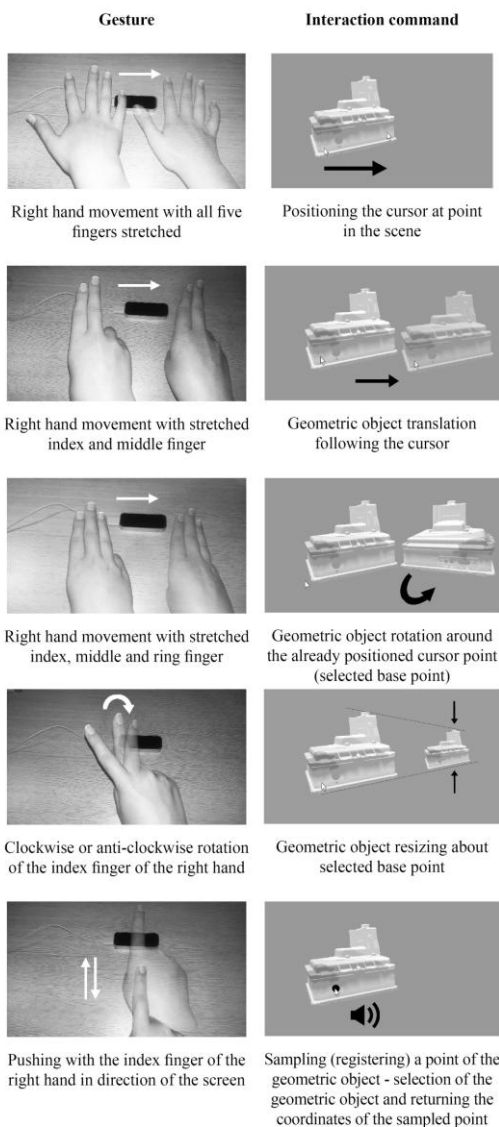 Gesture
Interaction command
Right hand movement with all five
fingers stretched
Positioning the cursor at point
in the scene
Right hand movement with stretched
index and middle finger
Geometric object translation
following the cursor
Right hand movement with stretched
index, middle and ring finger
Geometric object rotation around
the already positioned cursor point
(selected base point)
Clockwise or anti-clockwise rotation
of the index finger of the right hand
Geometric object resizing about
selected base point
Pushing with the index finger of the
right hand in direction of the screen
Sampling (registering) a point of the
geometric object - selection of the
geometric object and returning the
coordinates of the sampled point